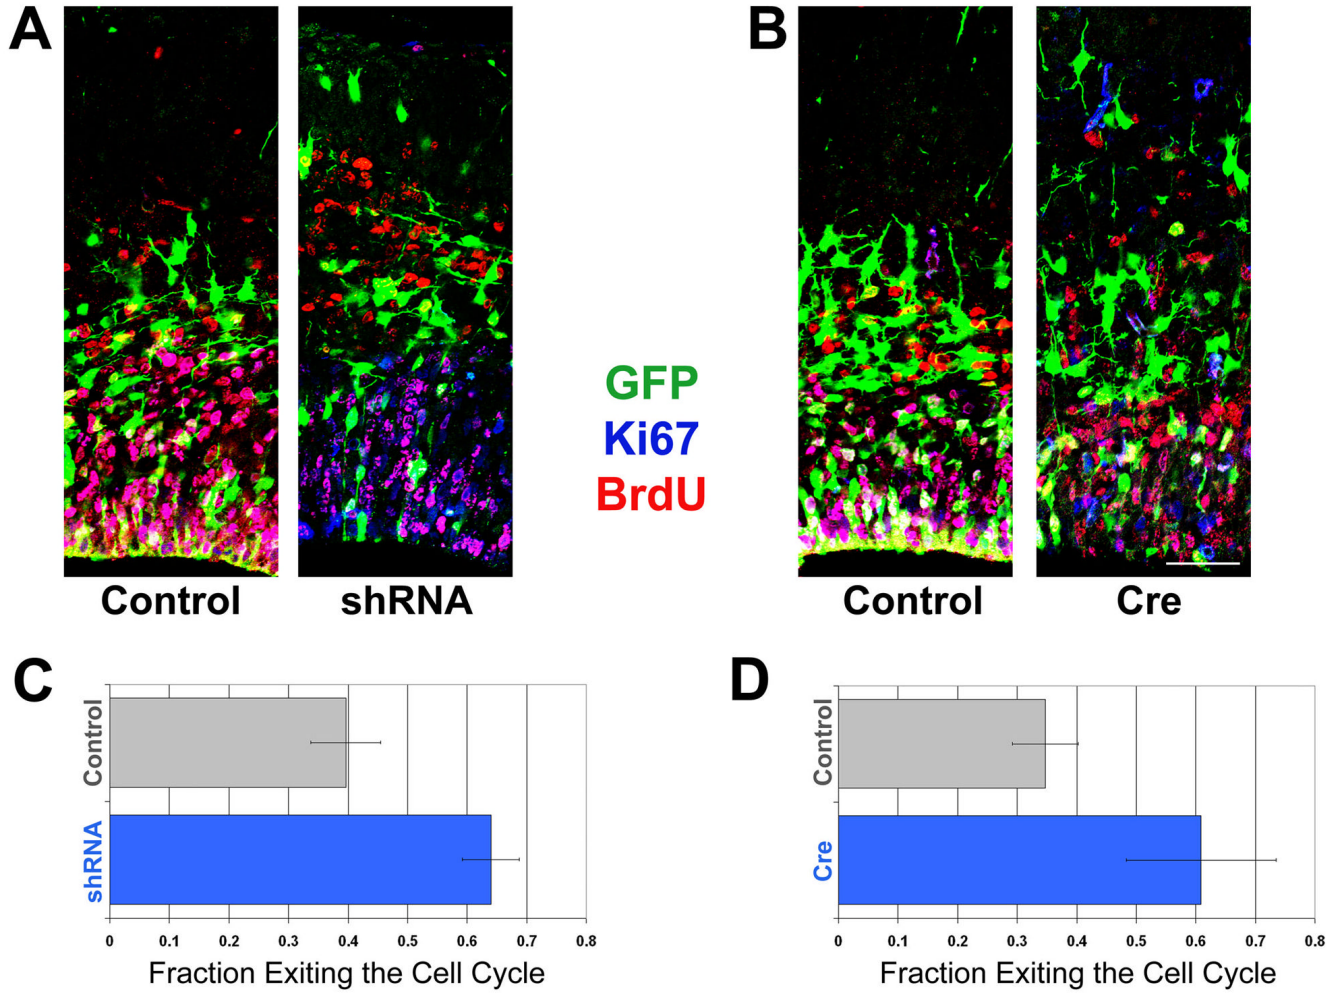 A
B
GFP
Ki67
BrdU
Control
shRNA
Control
Cre
C
Control
shRNA
0 0.1 0.2 0.3 0.4 0.5 0.6 0.7 0.8
Fraction Exiting the Cell Cycle
D
Control
Cre
0 0.1 0.2 0.3 0.4 0.5 0.6 0.7 0.8
Fraction Exiting the Cell Cycle